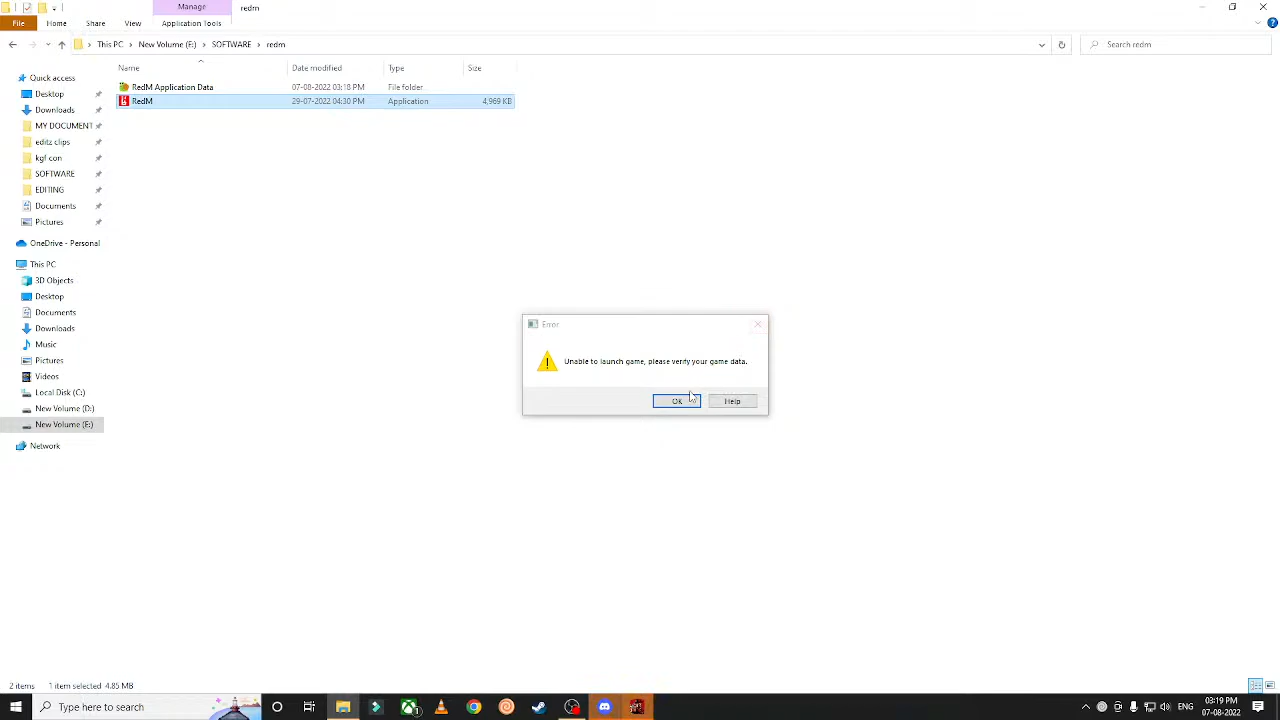 Manage
redm
File
Home
Share
View
Application Tools
This PC
New Volume (E:)
SOFTWARE
redm
Search redm
Name
Date modified
Type
Size
RedM Application Data
07-08-2022 03:18 PM
File folder
RedM
29-07-2022 04:30 PM
Application
4,969 KB
Quick access
Desktop
Downloads
MY DOCUMENT
editz clips
kgf con
SOFTWARE
EDITING
Documents
Pictures
OneDrive - Personal
This PC
3D Objects
Desktop
Documents
Downloads
Music
Pictures
Videos
Local Disk (C:)
New Volume (D:)
New Volume (E:)
Network
Error
Unable to launch game, please verify your game data.
OK
Help
2 items
1 item selected 4.85 MB
Type here to search
ENG
03:19 PM
07-08-2022